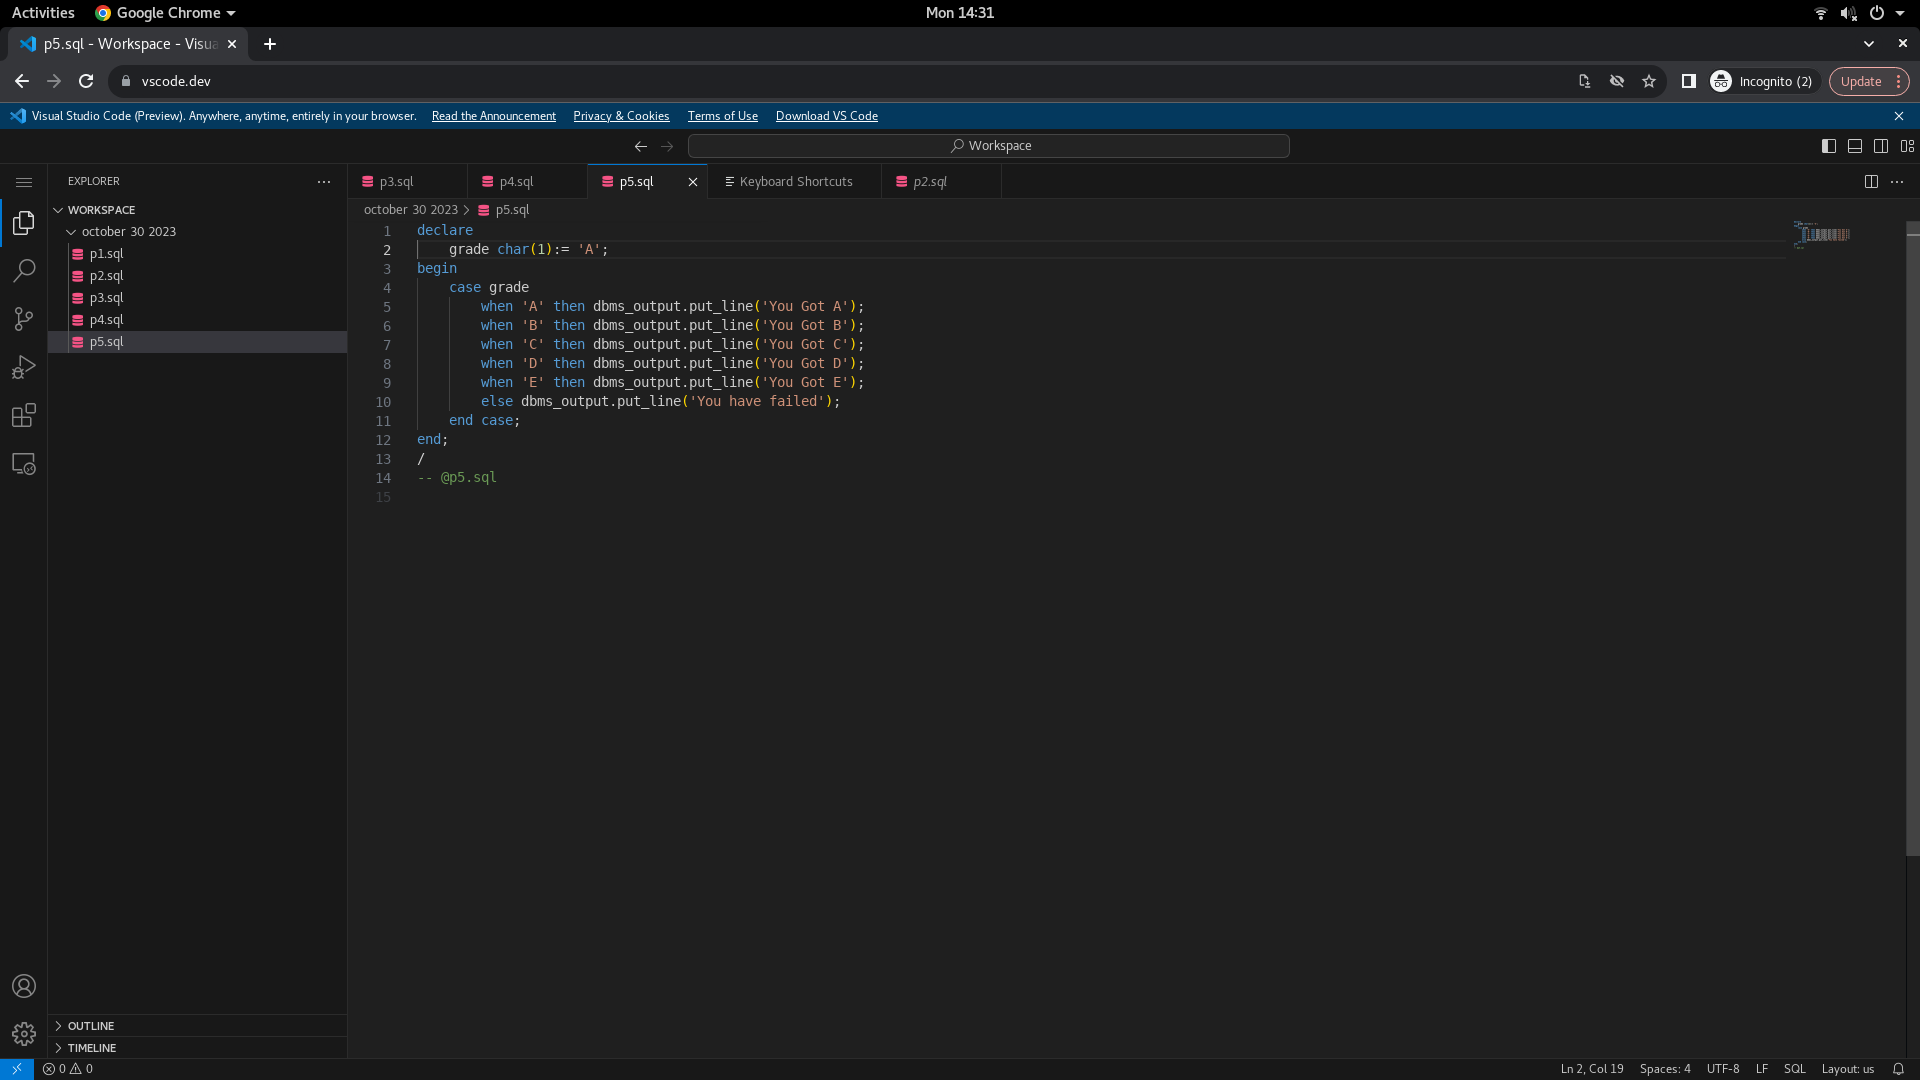 Activities Google Chrome Mon 14:31
p5.sql - Workspace - Visua
vscode.dev Incognito (2) Update
Visual Studio Code (Preview). Anywhere, anytime, entirely in your browser. Read the Announcement Privacy & Cookies Terms of Use Download VS Code
Workspace
EXPLORER
p3.sql p4.sql p5.sql Keyboard Shortcuts p2.sql
WORKSPACE
october 30 2023
p1.sql
p2.sql
p3.sql
p4.sql
p5.sql
october 30 2023 > p5.sql
1 declare
2 grade char(1):= 'A';
3 begin
4 case grade
5 when 'A' then dbms_output.put_line('You Got A');
6 when 'B' then dbms_output.put_line('You Got B');
7 when 'C' then dbms_output.put_line('You Got C');
8 when 'D' then dbms_output.put_line('You Got D');
9 when 'E' then dbms_output.put_line('You Got E');
10 else dbms_output.put_line('You have failed');
11 end case;
12 end;
13 /
14 -- @p5.sql
15
OUTLINE
TIMELINE
0 0 Ln 2, Col 19 Spaces: 4 UTF-8 LF SQL Layout: us